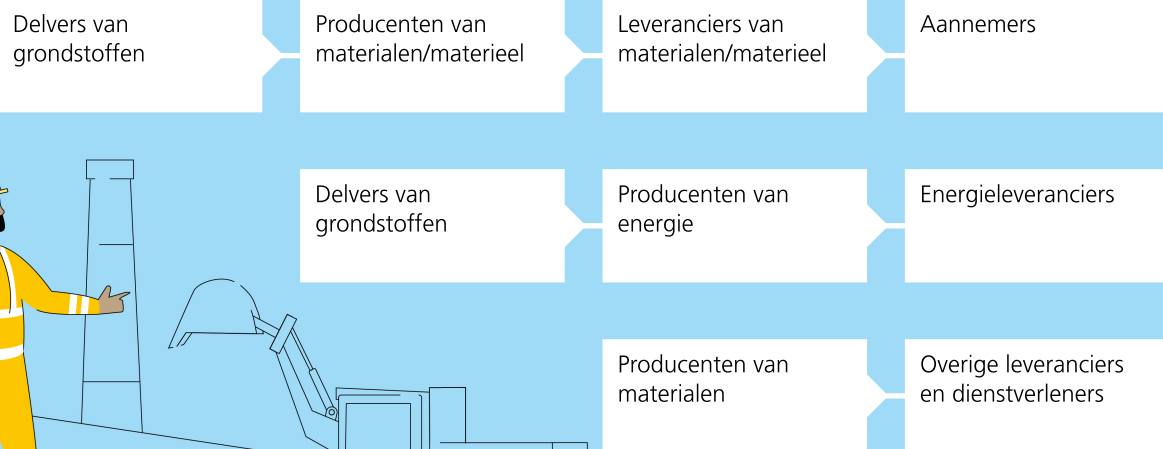 Delvers van
grondstoffen
Producenten van
materialen/materieel
Leveranciers van
materialen/materieel
Aannemers
Delvers van
grondstoffen
Producenten van
energie
Energieleveranciers
Producenten van
materialen
Overige leveranciers
en dienstverleners